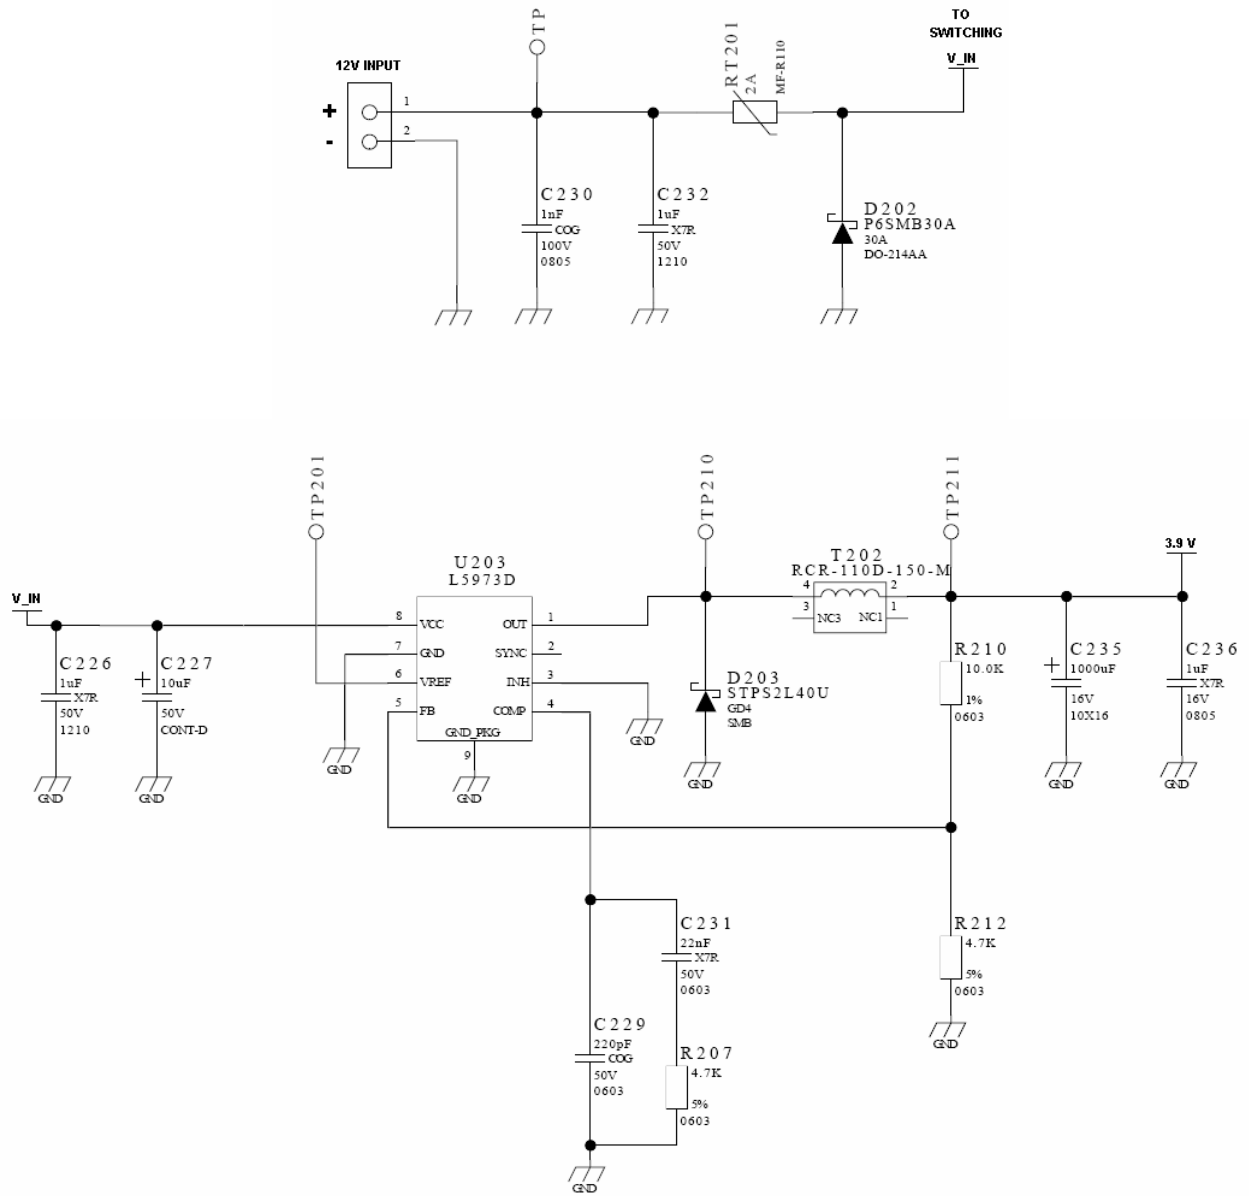 TP
TO
SWITCHING
V_IN
12V INPUT
+
-
1
2
RT201
2A
MF-R110
C230
1nF
COG
100V
0805
C232
1uF
X7R
50V
1210
D202
P6SMB30A
30A
DO-214AA
TP201
TP210
TP211
3.9 V
V_IN
U203
L5973D
8 VCC
7 GND
6 VREF
5 FB
OUT 1
SYNC 2
INH 3
COMP 4
GND_PKG
9
T202
RCR-110D-150-M
4
3
2
1
NC3
NC1
C226
1uF
X7R
50V
1210
GND
C227
+
10uF
50V
CONT-D
GND
GND
GND
GND
D203
STPS2L40U
GD4
SMB
GND
R210
10.0K
1%
0603
C235
+
1000uF
16V
10X16
GND
C236
1uF
X7R
16V
0805
GND
C231
22nF
X7R
50V
0603
R212
4.7K
5%
0603
GND
C229
220pF
COG
50V
0603
R207
4.7K
5%
0603
GND